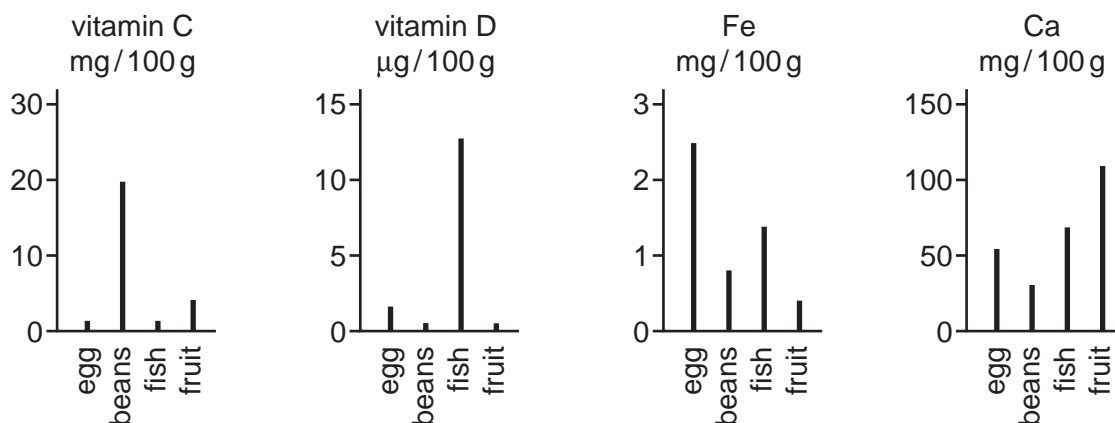 vitamin C
mg/100 g
30
20
10
0
egg
beans
fish
fruit
vitamin D
µg/100 g
15
10
5
0
egg
beans
fish
fruit
Fe
mg/100 g
3
2
1
0
egg
beans
fish
fruit
Ca
mg/100 g
150
100
50
0
egg
beans
fish
fruit